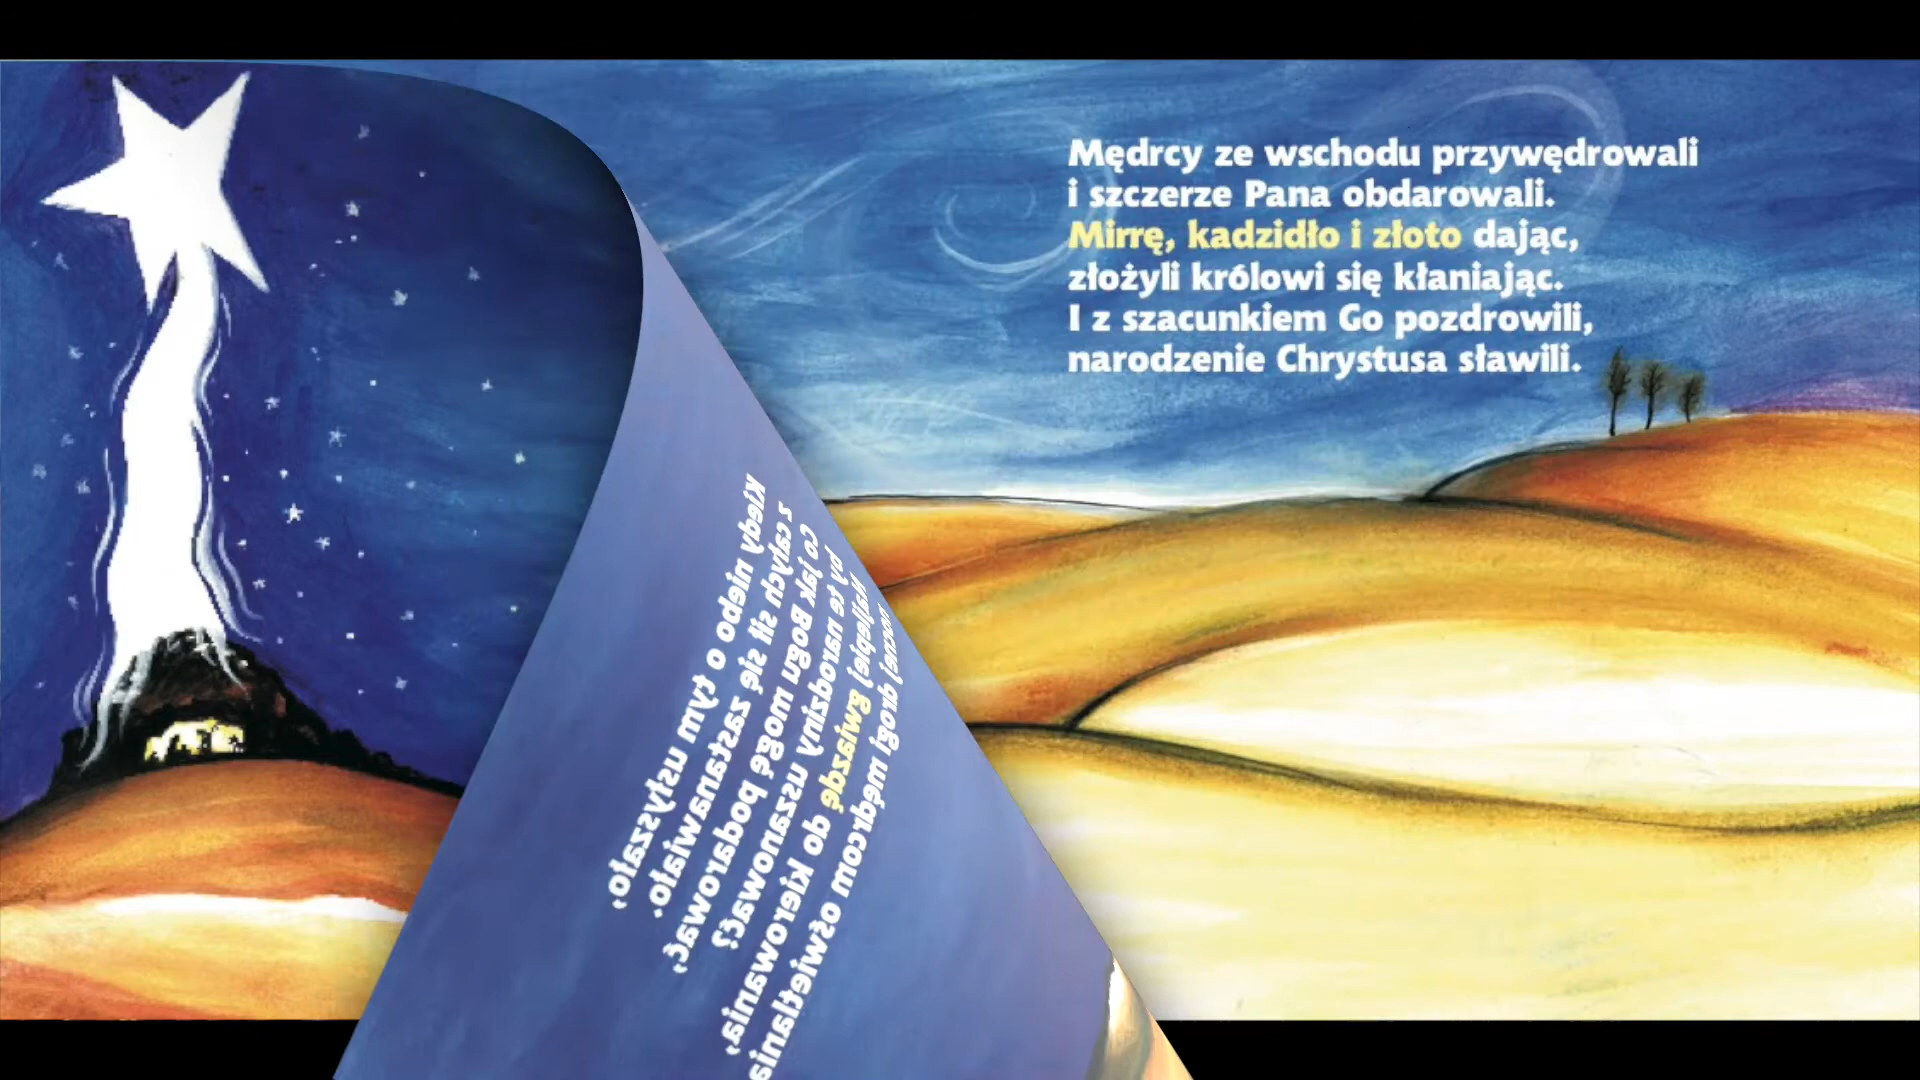 Mędrcy ze wschodu przywędrowali
i szczerze Pana obdarowali.
Mirrę, kadzidło i złoto dając,
złożyli królowi się kłaniając.
I z szacunkiem Go pozdrowili,
narodzenie Chrystusa sławili.
Kiedy niebo o tym usłyszało,
z całych sił się zastanawiało.
Co jak Bogu mogę podarować,
by te narodziny uszanować?
Najlepiej gwiazdę do kierowania,
nocnej drogi mędrcom oświetlania